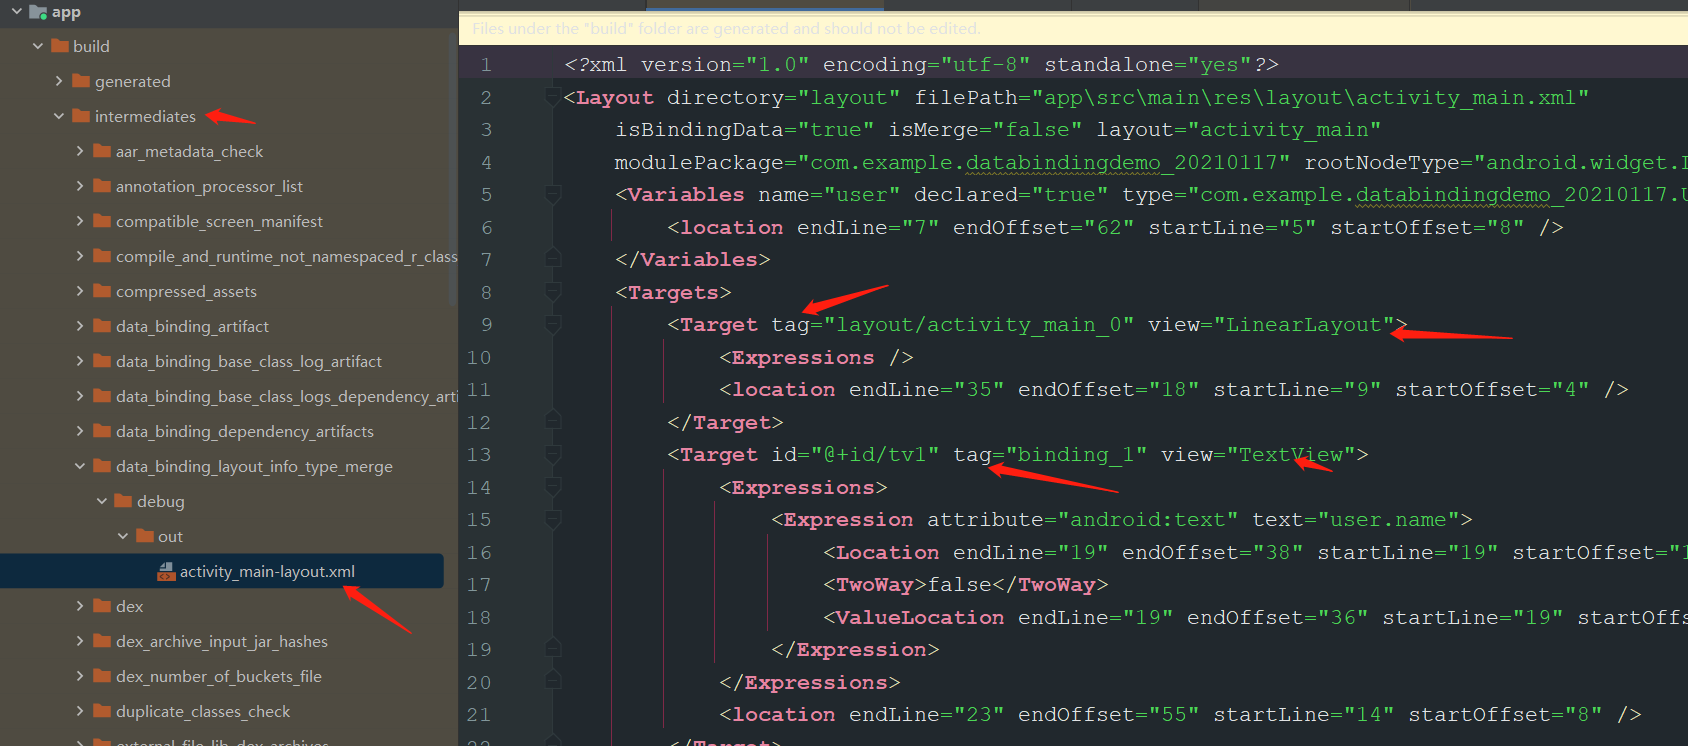 app
build
generated
intermediates
aar_metadata_check
annotation_processor_list
compatible_screen_manifest
compile_and_runtime_not_namespaced_r_class
compressed_assets
data_binding_artifact
data_binding_base_class_log_artifact
data_binding_base_class_logs_dependency_arti
data_binding_dependency_artifacts
data_binding_layout_info_type_merge
debug
out
activity_main-layout.xml
dex
dex_archive_input_jar_hashes
dex_number_of_buckets_file
duplicate_classes_check
external_file_lib_dex_archives
Files under the "build" folder are generated and should not be edited.
1 <?xml version="1.0" encoding="utf-8" standalone="yes"?>
2 <Layout directory="layout" filePath="app\src\main\res\layout\activity_main.xml"
3 isBindingData="true" isMerge="false" layout="activity_main"
4 modulePackage="com.example.databindingdemo_20210117" rootNodeType="android.widget.
5 <Variables name="user" declared="true" type="com.example.databindingdemo_20210117.U
6 <location endLine="7" endOffset="62" startLine="5" startOffset="8" />
7 </Variables>
8 <Targets>
9 <Target tag="layout/activity_main_0" view="LinearLayout">
10 <Expressions />
11 <location endLine="35" endOffset="18" startLine="9" startOffset="4" />
12 </Target>
13 <Target id="@+id/tv1" tag="binding_1" view="TextView">
14 <Expressions>
15 <Expression attribute="android:text" text="user.name">
16 <Location endLine="19" endOffset="38" startLine="19" startOffset="1
17 <TwoWay>false</TwoWay>
18 <ValueLocation endLine="19" endOffset="36" startLine="19" startOffs
19 </Expression>
20 </Expressions>
21 <location endLine="23" endOffset="55" startLine="14" startOffset="8" />
22 </Target>